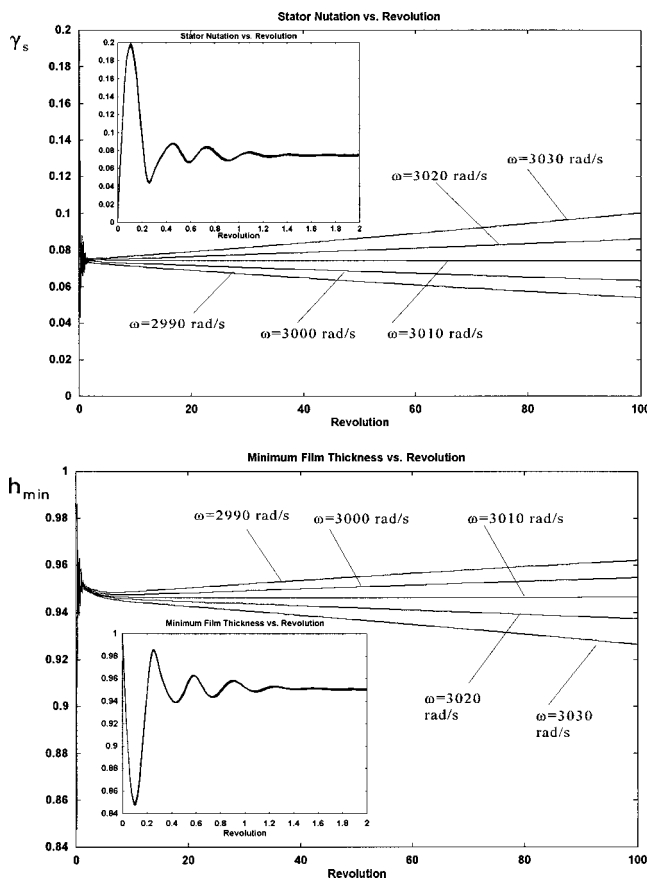 Stator Nutation vs. Revolution
γs
0.2
0.18
0.16
0.14
0.12
0.1
0.08
0.06
0.04
0.02
0
Stator Nutation vs. Revolution
0.2
0.18
0.16
0.14
0.12
0.1
0.08
0.06
0.04
0.02
0
0 0.2 0.4 0.6 0.8 1 1.2 1.4 1.6 1.8 2
Revolution
ω=3020 rad/s
ω=3030 rad/s
ω=2990 rad/s
ω=3000 rad/s
ω=3010 rad/s
0 20 40 60 80 100
Revolution
Minimum Film Thickness vs. Revolution
hmin
1
0.98
0.96
0.94
0.92
0.9
0.88
0.86
0.84
ω=2990 rad/s
ω=3000 rad/s
ω=3010 rad/s
Minimum Film Thickness vs. Revolution
1
0.98
0.96
0.94
0.92
0.9
0.88
0.86
0.84
0 0.2 0.4 0.6 0.8 1 1.2 1.4 1.6 1.8 2
Revolution
ω=3020
rad/s
ω=3030
rad/s
0 20 40 60 80 100
Revolution